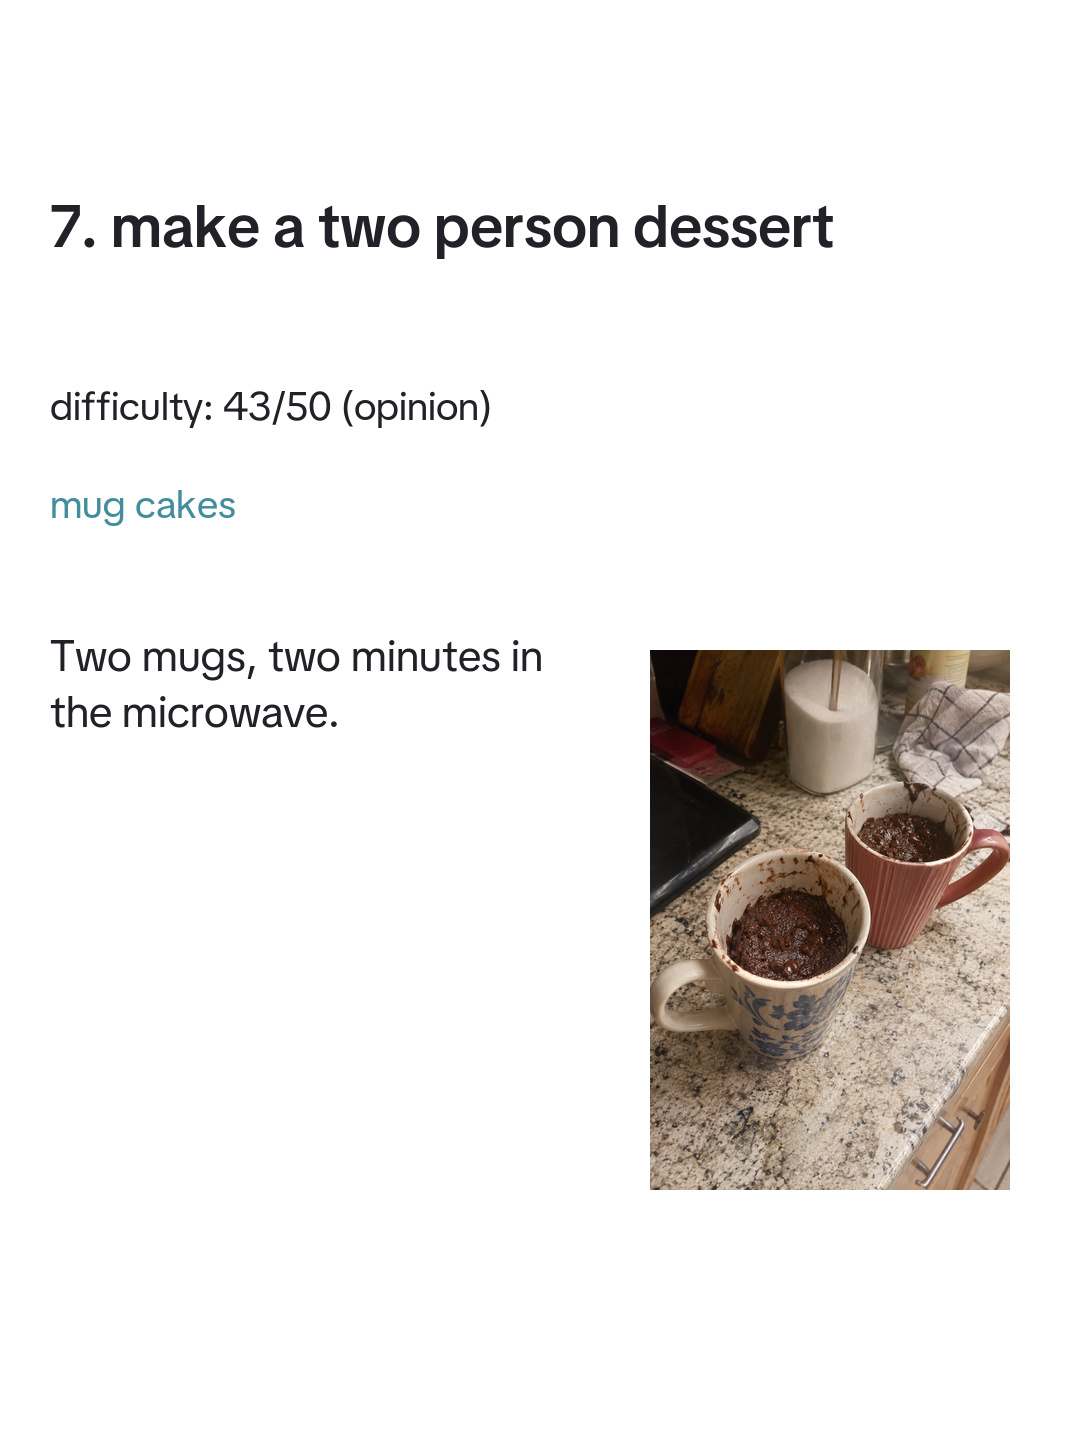 7. make a two person dessert
difficulty: 43/50 (opinion)
mug cakes
Two mugs, two minutes in
the microwave.